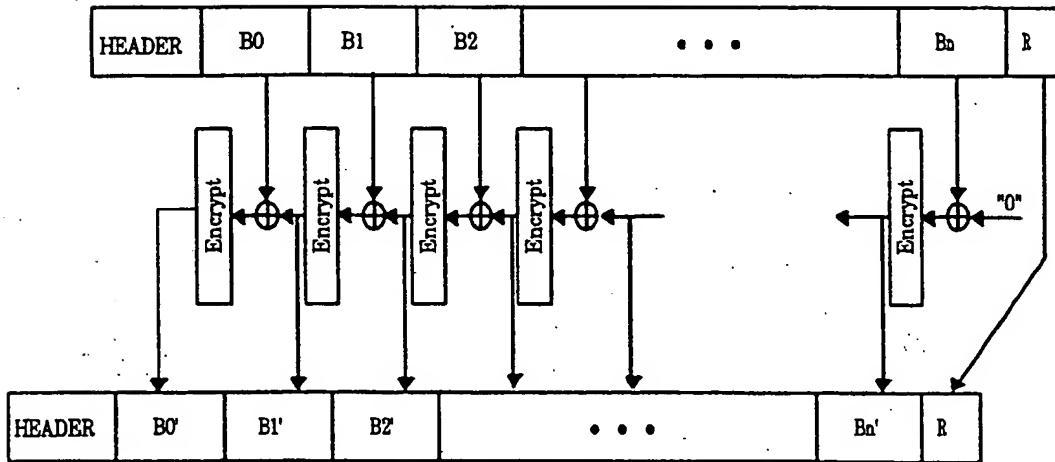 HEADER B0 B1 B2 • • • Bn R
Encrypt Encrypt Encrypt Encrypt Encrypt "0"
HEADER B0' B1' B2' • • • Bn' R